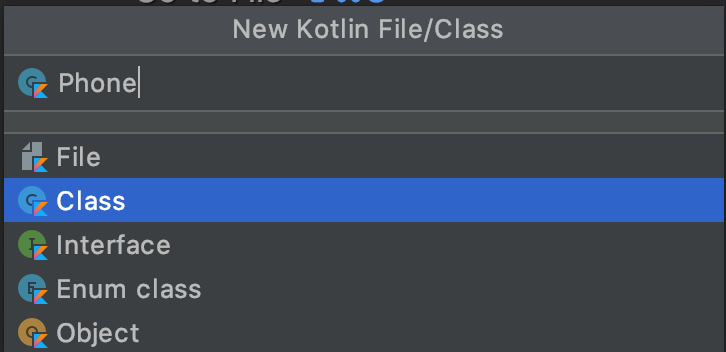 New Kotlin File/Class
Phone
File
Class
Interface
Enum class
Object